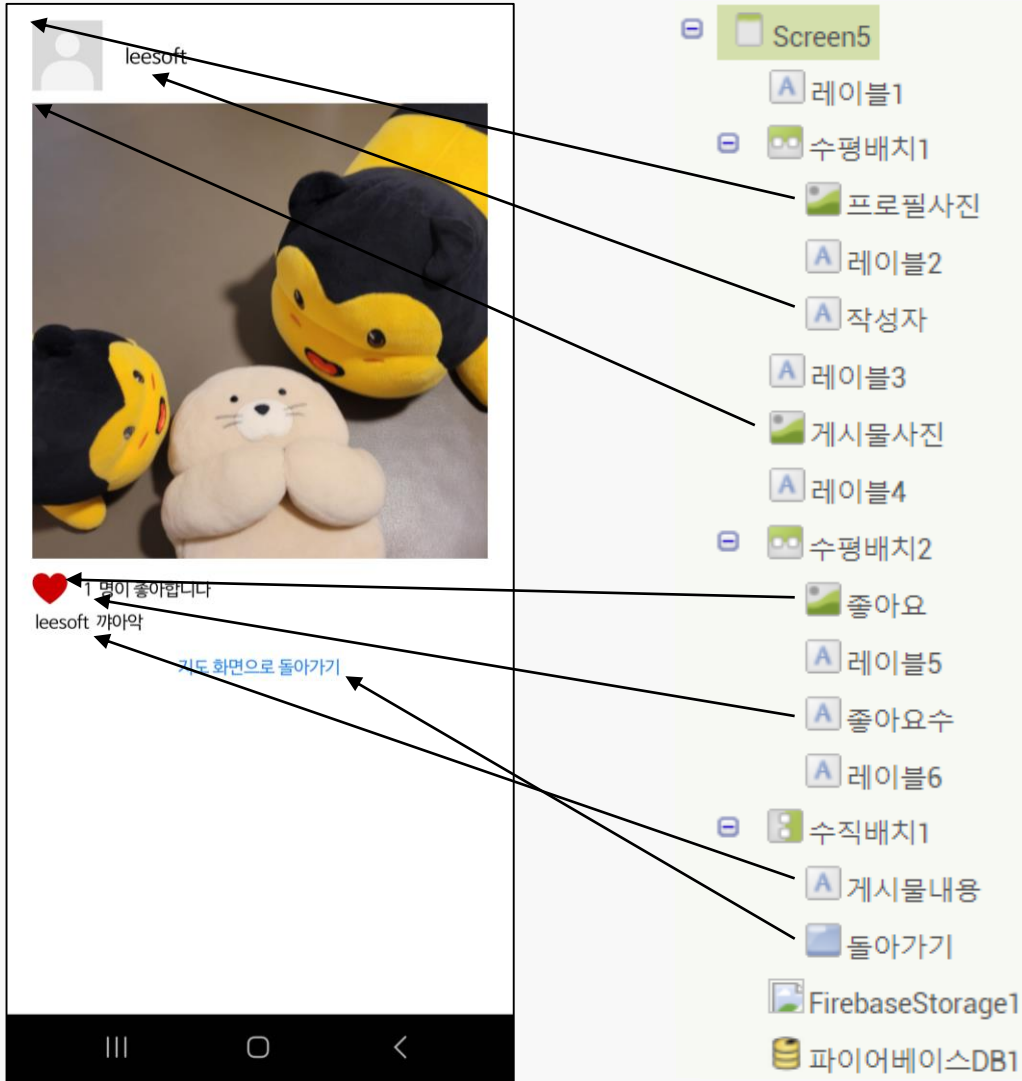 leesoft
1 명이 좋아합니다
leesoft 꺄아악
지도 화면으로 돌아가기
Screen5
A 레이블1
수평배치1
프로필사진
A 레이블2
A 작성자
A 레이블3
게시물사진
A 레이블4
수평배치2
좋아요
A 레이블5
A 좋아요수
A 레이블6
수직배치1
A 게시물내용
돌아가기
FirebaseStorage1
파이어베이스DB1